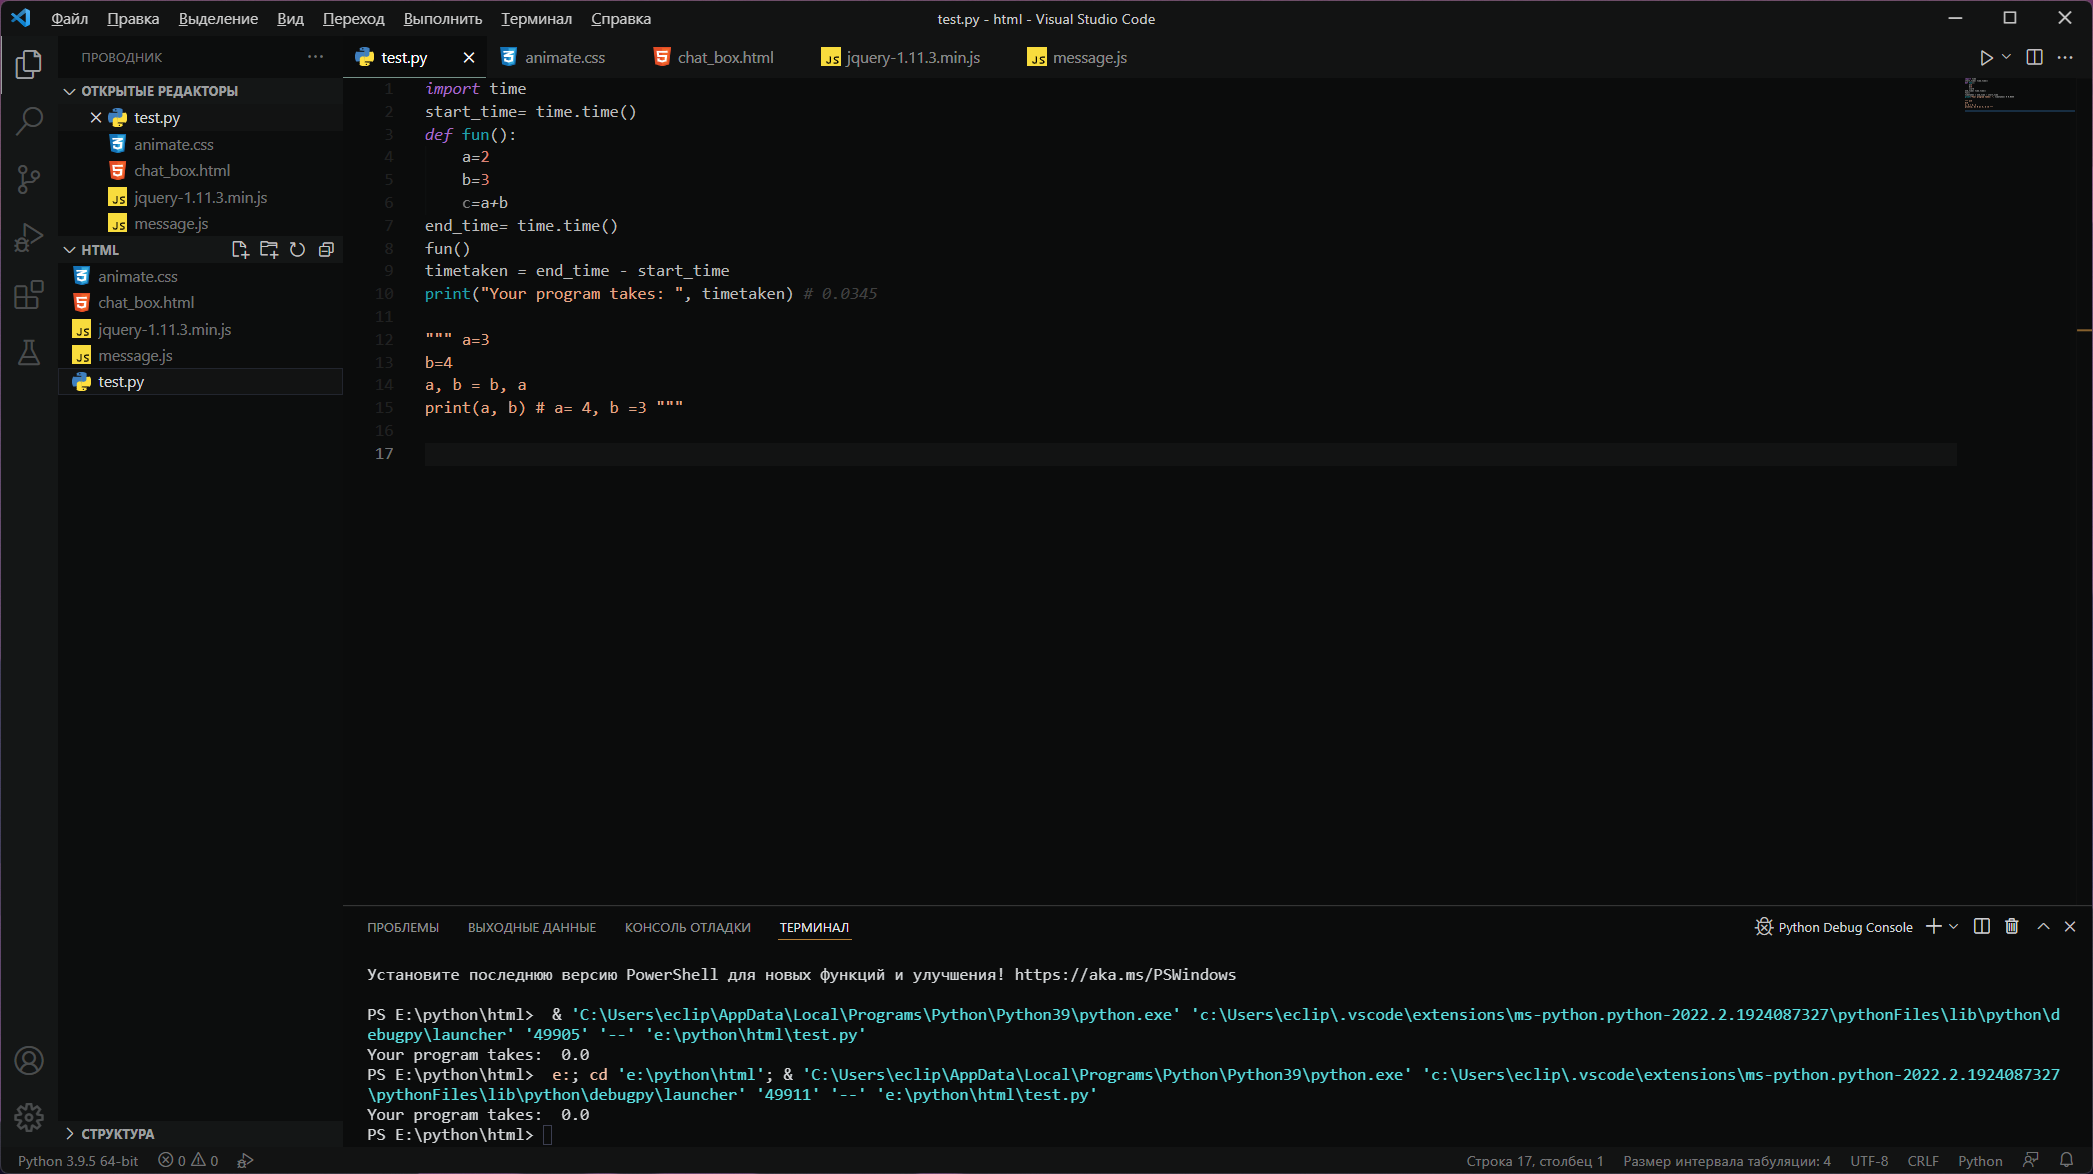 Файл Правка Выделение Вид Переход Выполнить Терминал Справка
test.py - html - Visual Studio Code
ПРОВОДНИК
test.py animate.css chat_box.html jquery-1.11.3.min.js message.js
ОТКРЫТЫЕ РЕДАКТОРЫ
test.py
animate.css
chat_box.html
jquery-1.11.3.min.js
message.js
HTML
animate.css
chat_box.html
jquery-1.11.3.min.js
message.js
test.py
СТРУКТУРА
1 import time
2 start_time= time.time()
3 def fun():
4     a=2
5     b=3
6     c=a+b
7 end_time= time.time()
8 fun()
9 timetaken = end_time - start_time
10 print("Your program takes: ", timetaken) # 0.0345
11
12 """ a=3
13 b=4
14 a, b = b, a
15 print(a, b) # a= 4, b =3 """
16
17
ПРОБЛЕМЫ ВЫХОДНЫЕ ДАННЫЕ КОНСОЛЬ ОТЛАДКИ ТЕРМИНАЛ
Python Debug Console
Установите последнюю версию PowerShell для новых функций и улучшения! https://aka.ms/PSWindows
PS E:\python\html>  & 'C:\Users\eclip\AppData\Local\Programs\Python\Python39\python.exe' 'c:\Users\eclip\.vscode\extensions\ms-python.python-2022.2.1924087327\pythonFiles\lib\python\d
ebugpy\launcher' '49905' '--' 'e:\python\html\test.py'
Your program takes:  0.0
PS E:\python\html>  e:; cd 'e:\python\html'; & 'C:\Users\eclip\AppData\Local\Programs\Python\Python39\python.exe' 'c:\Users\eclip\.vscode\extensions\ms-python.python-2022.2.1924087327
\pythonFiles\lib\python\debugpy\launcher' '49911' '--' 'e:\python\html\test.py'
Your program takes:  0.0
PS E:\python\html>
Python 3.9.5 64-bit 0 0
Строка 17, столбец 1 Размер интервала табуляции: 4 UTF-8 CRLF Python